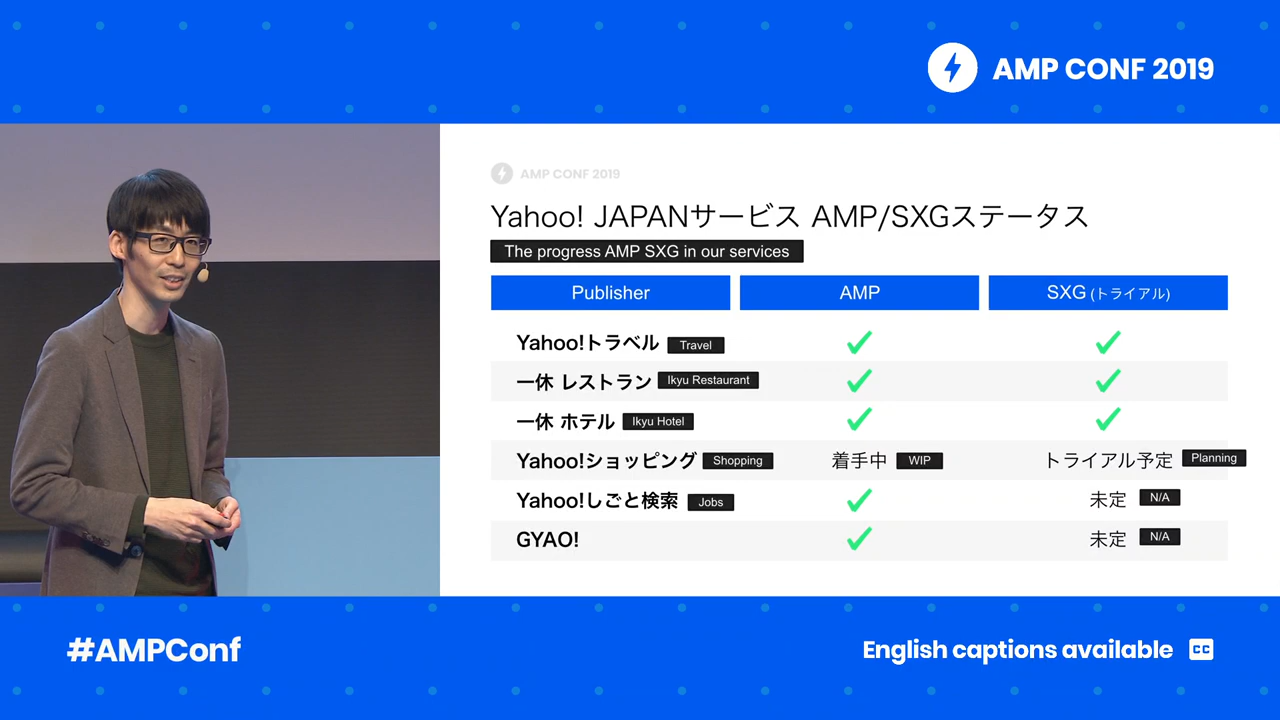 AMP CONF 2019
AMP CONF 2019
Yahoo! JAPANサービス AMP/SXGステータス
The progress AMP SXG in our services
Publisher AMP SXG (トライアル)
Yahoo!トラベル Travel
一休 レストラン Ikyu Restaurant
一休 ホテル Ikyu Hotel
Yahoo!ショッピング Shopping 着手中 WIP トライアル予定 Planning
Yahoo!しごと検索 Jobs 未定 N/A
GYAO! 未定 N/A
#AMPConf
English captions available CC